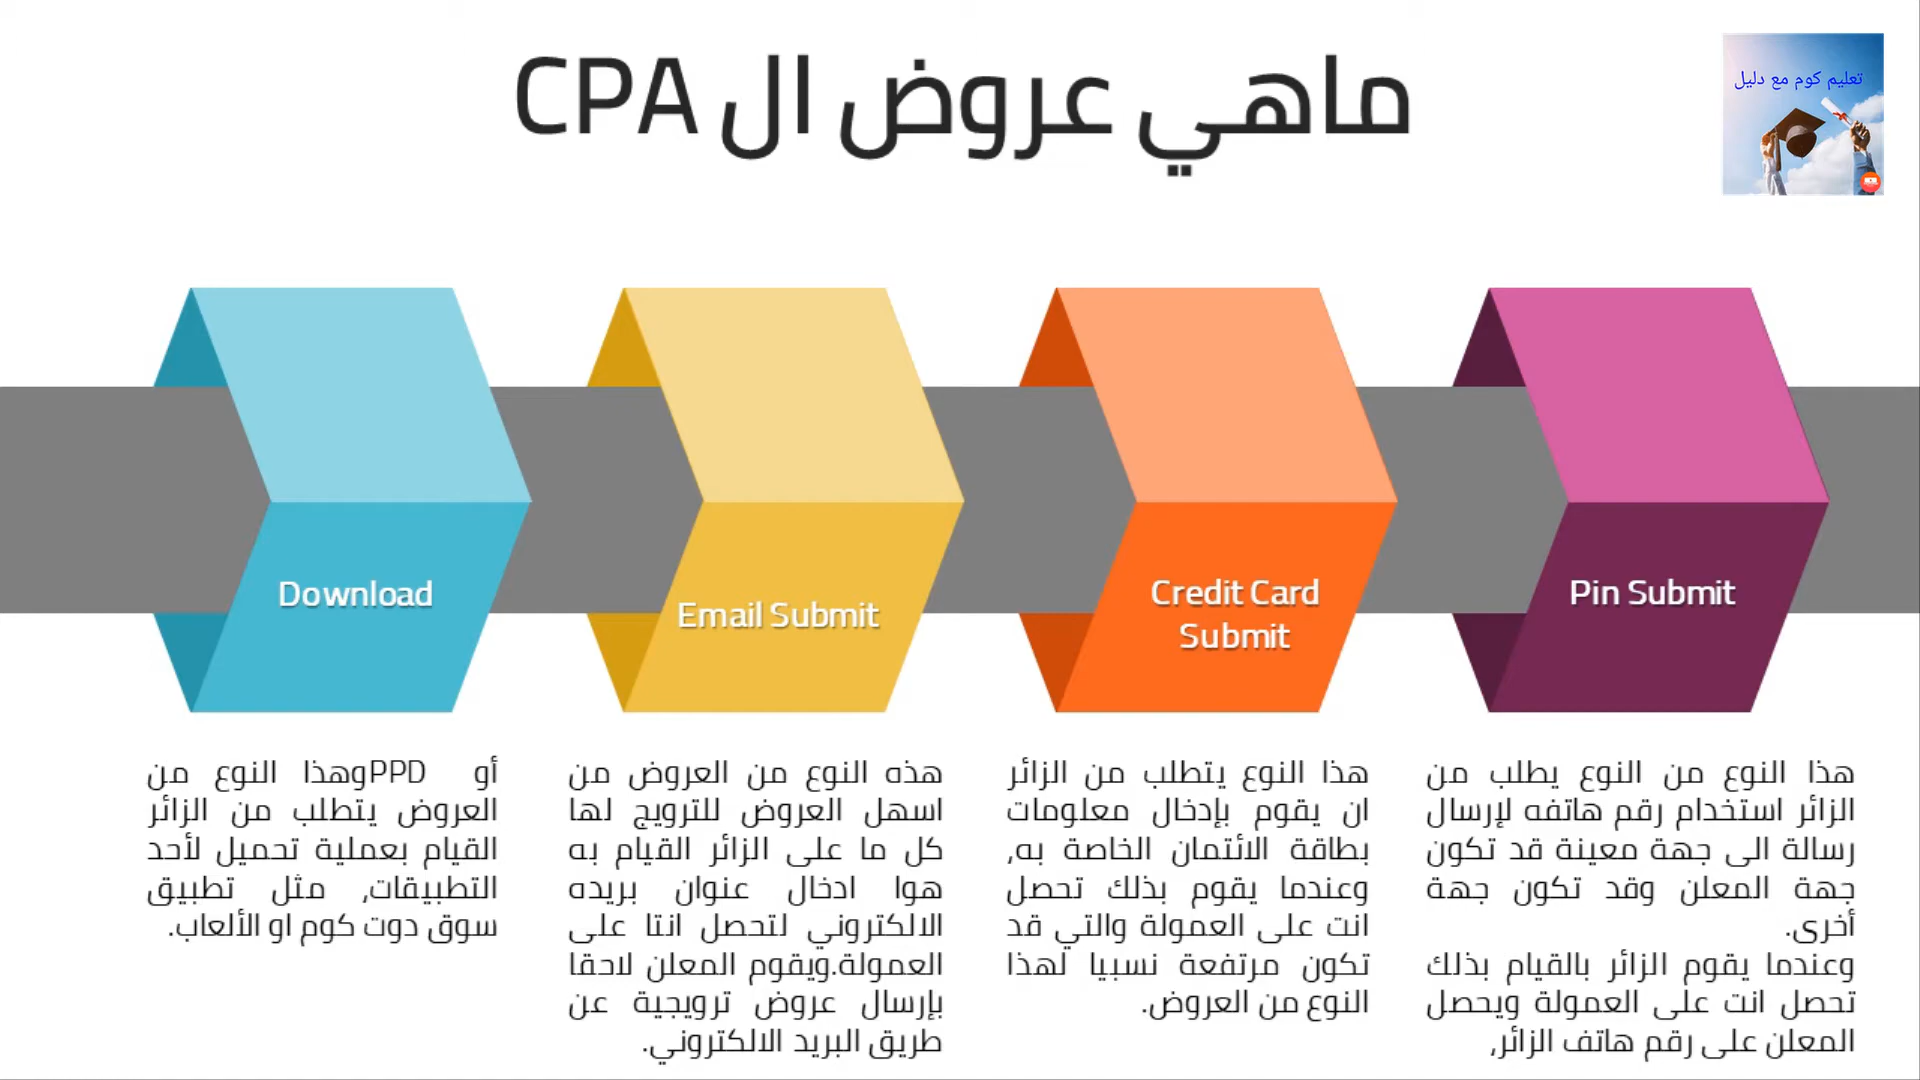 ماهي عروض ال CPA
تعليم كوم مع دليل
Pin Submit
هذا النوع من النوع يطلب من
الزائر استخدام رقم هاتفه لإرسال
رسالة الى جهة معينة قد تكون
جهة المعلن وقد تكون جهة
أخرى.
وعندما يقوم الزائر بالقيام بذلك
تحصل انت على العمولة ويحصل
المعلن على رقم هاتف الزائر,
Credit Card
Submit
هذا النوع يتطلب من الزائر
ان يقوم بإدخال معلومات
بطاقة الائتمان الخاصة به,
وعندما يقوم بذلك تحصل
انت على العمولة والتي قد
تكون مرتفعة نسبيا لهذا
النوع من العروض.
Email Submit
هذه النوع من العروض من
اسهل العروض للترويج لها
كل ما على الزائر القيام به
هوا ادخال عنوان بريده
الالكتروني لتحصل انتا على
العمولة.ويقوم المعلن لاحقا
بإرسال عروض ترويجية عن
طريق البريد الالكتروني.
Download
أو PPDوهذا النوع من
العروض يتطلب من الزائر
القيام بعملية تحميل لأحد
التطبيقات, مثل تطبيق
سوق دوت كوم او الألعاب.